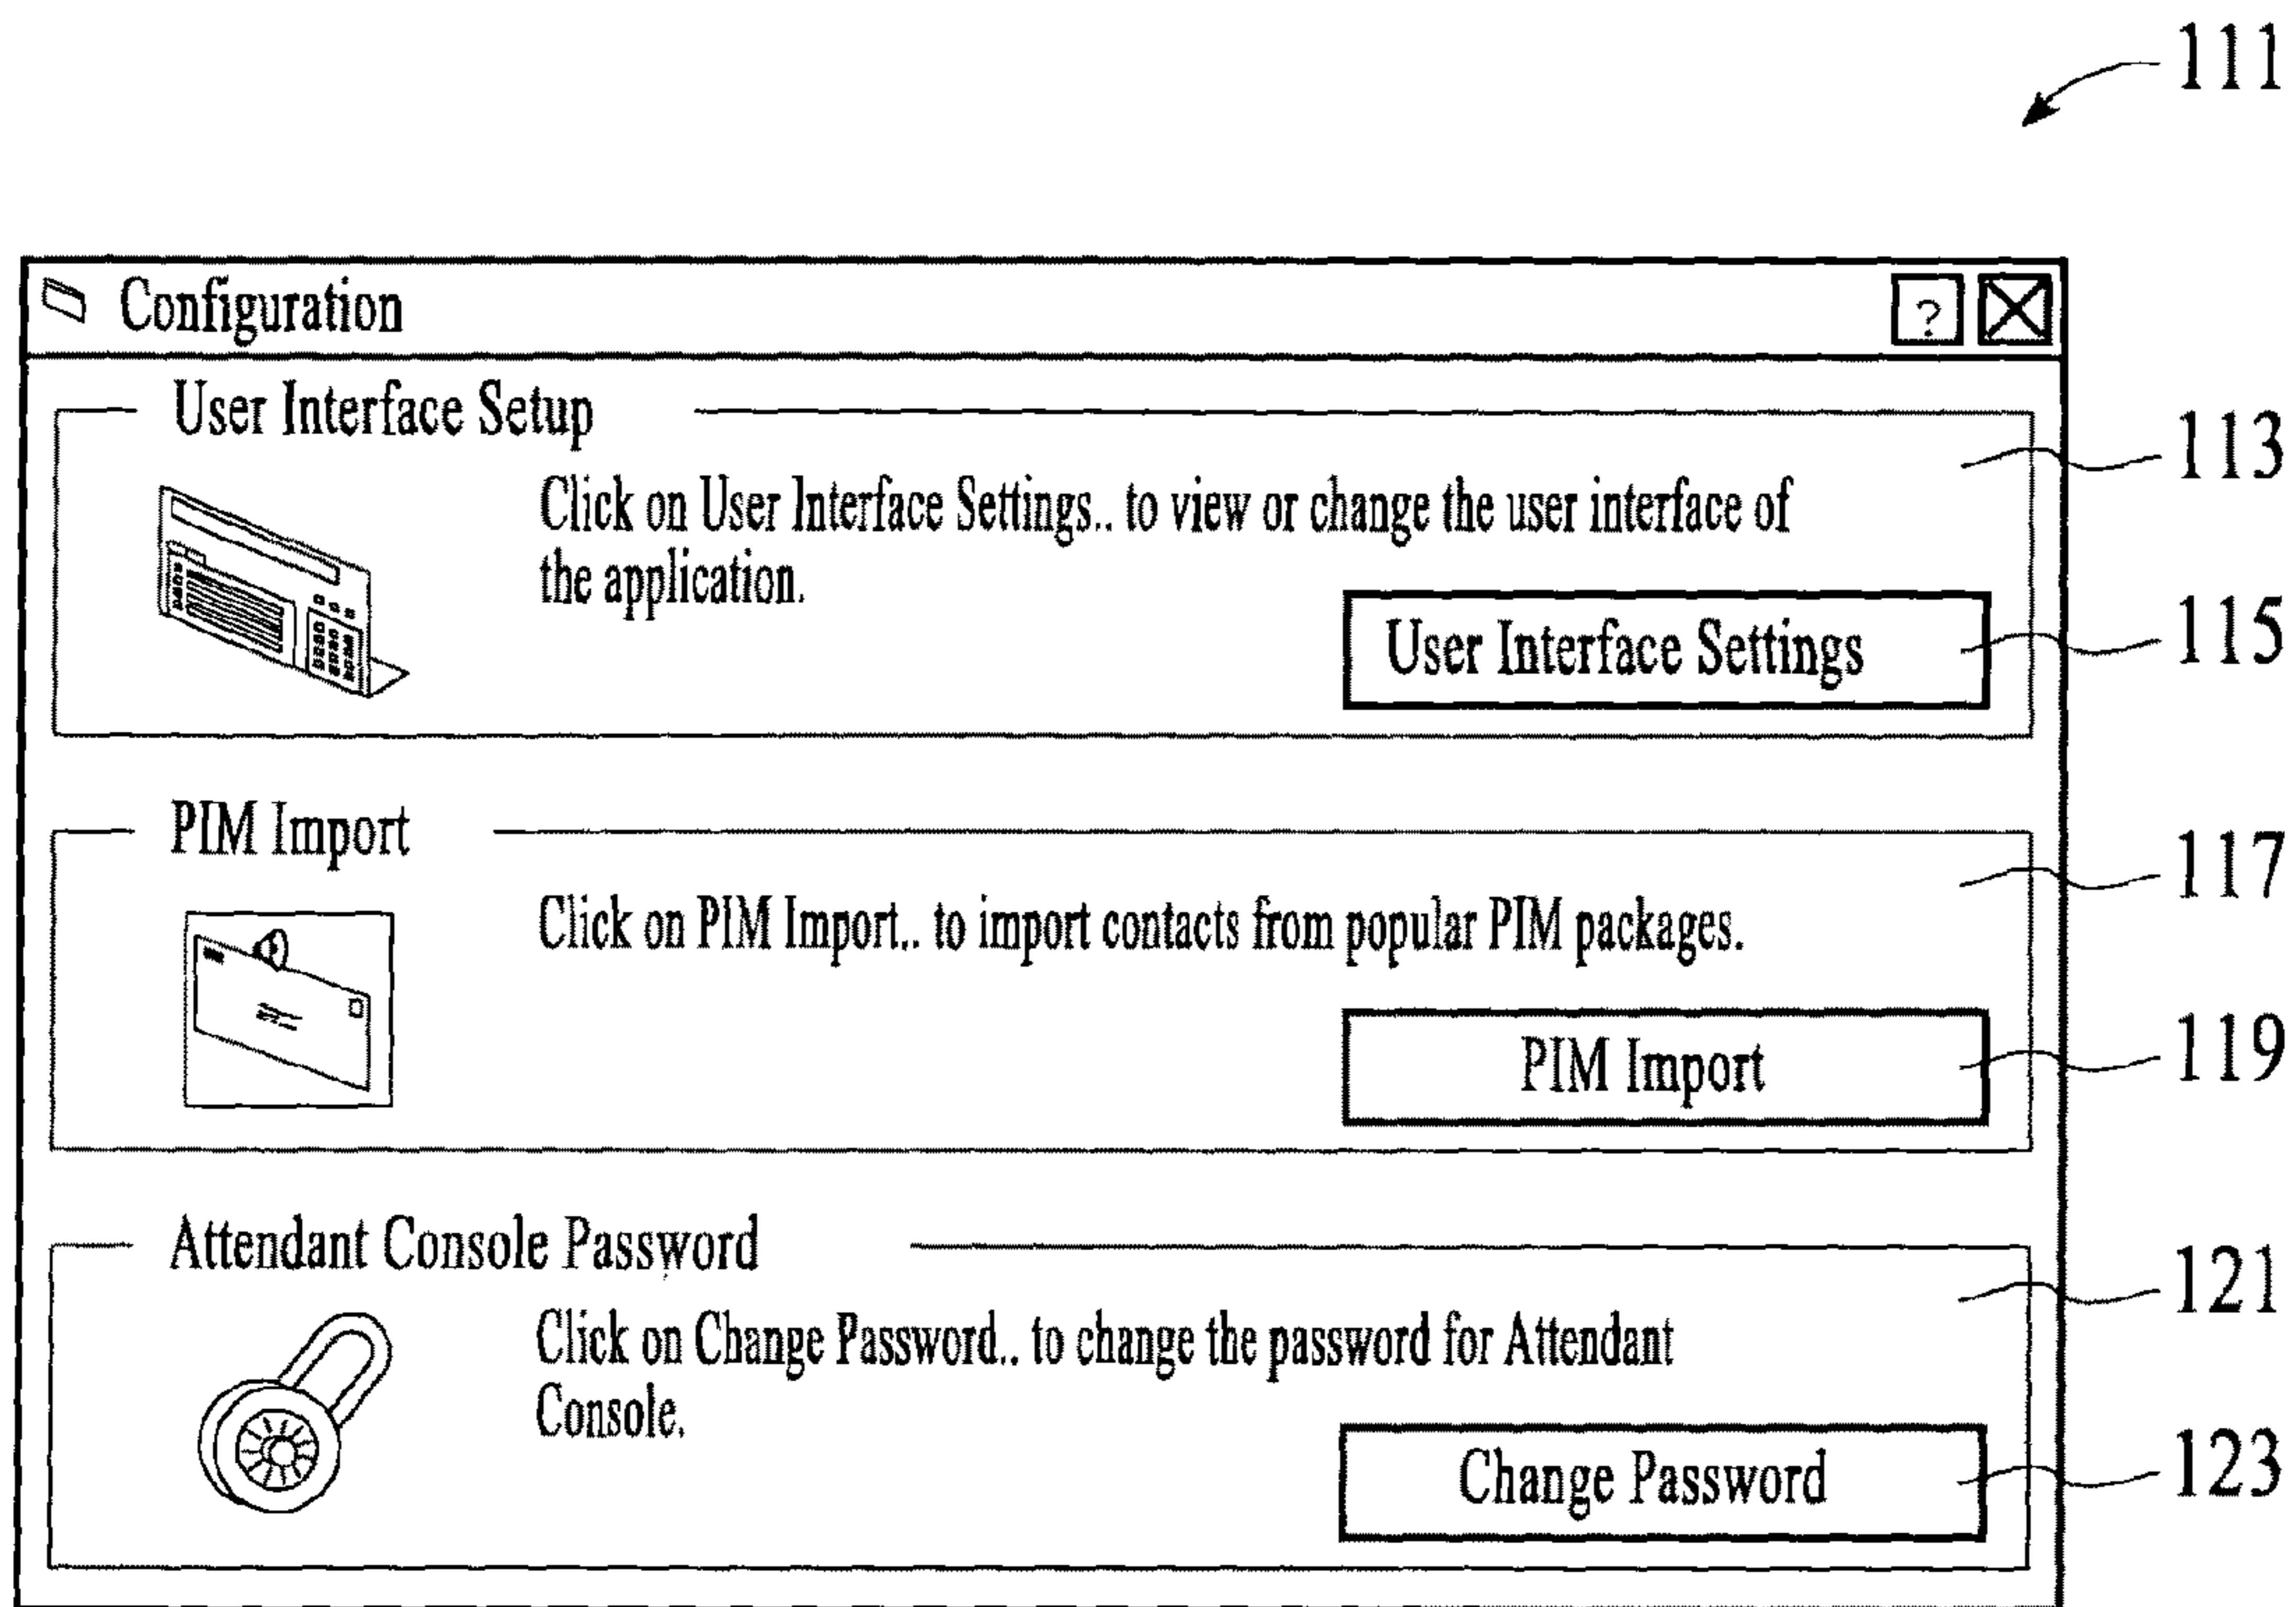 111
Configuration
?
User Interface Setup
113
Click on User Interface Settings.. to view or change the user interface of
the application.
User Interface Settings
115
PIM Import
117
Click on PIM Import.. to import contacts from popular PIM packages.
PIM Import
119
Attendant Console Password
121
Click on Change Password.. to change the password for Attendant
Console.
Change Password
123